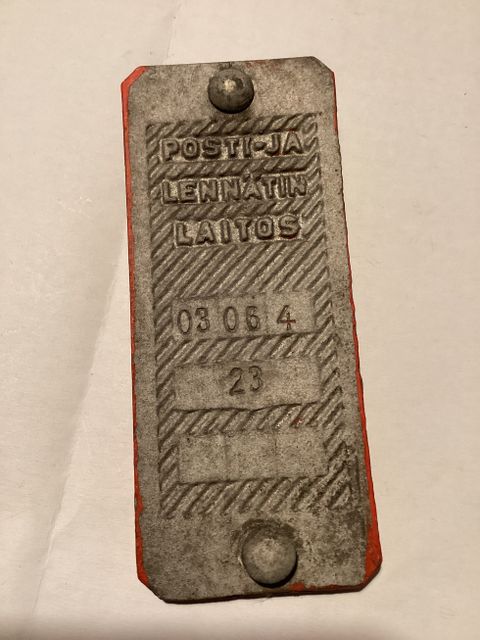 POSTI-JA
LENNÄTIN
LAITOS
03 06 4
23